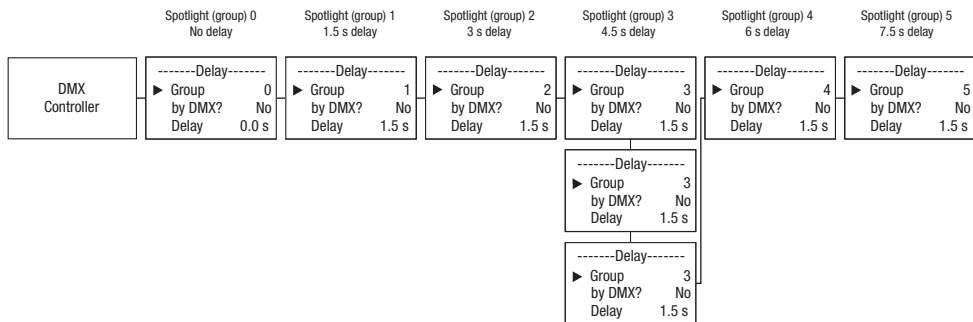 Spotlight (group) 0
No delay
Spotlight (group) 1
1.5 s delay
Spotlight (group) 2
3 s delay
Spotlight (group) 3
4.5 s delay
Spotlight (group) 4
6 s delay
Spotlight (group) 5
7.5 s delay
DMX
Controller
-------Delay-------
▶ Group 0
by DMX? No
Delay 0.0 s
-------Delay-------
▶ Group 1
by DMX? No
Delay 1.5 s
-------Delay-------
▶ Group 2
by DMX? No
Delay 1.5 s
-------Delay-------
▶ Group 3
by DMX? No
Delay 1.5 s
-------Delay-------
▶ Group 4
by DMX? No
Delay 1.5 s
-------Delay-------
▶ Group 5
by DMX? No
Delay 1.5 s
-------Delay-------
▶ Group 3
by DMX? No
Delay 1.5 s
-------Delay-------
▶ Group 3
by DMX? No
Delay 1.5 s